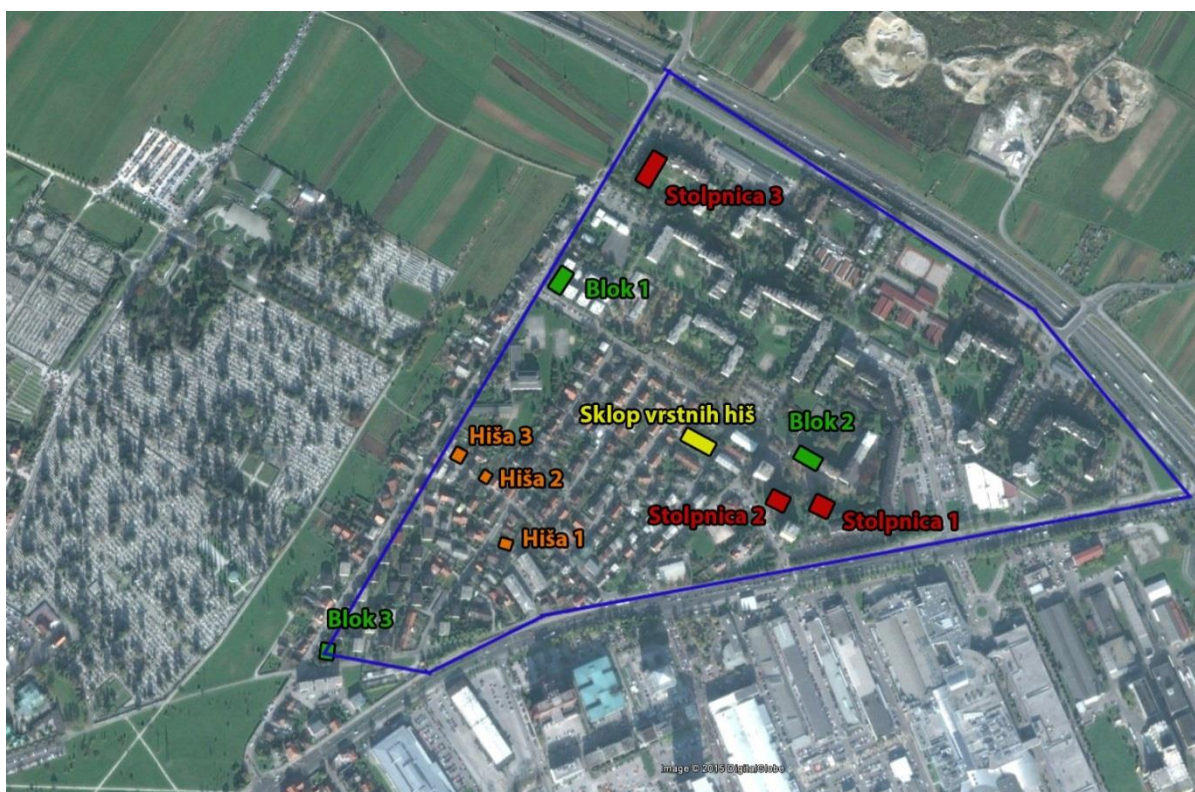 Stolpnica 3
Blok 1
Sklop vrstnih hiš
Blok 2
Hiša 3
Hiša 2
Stolpnica 2
Stolpnica 1
Hiša 1
Blok 3
Image © 2015 DigitalGlobe